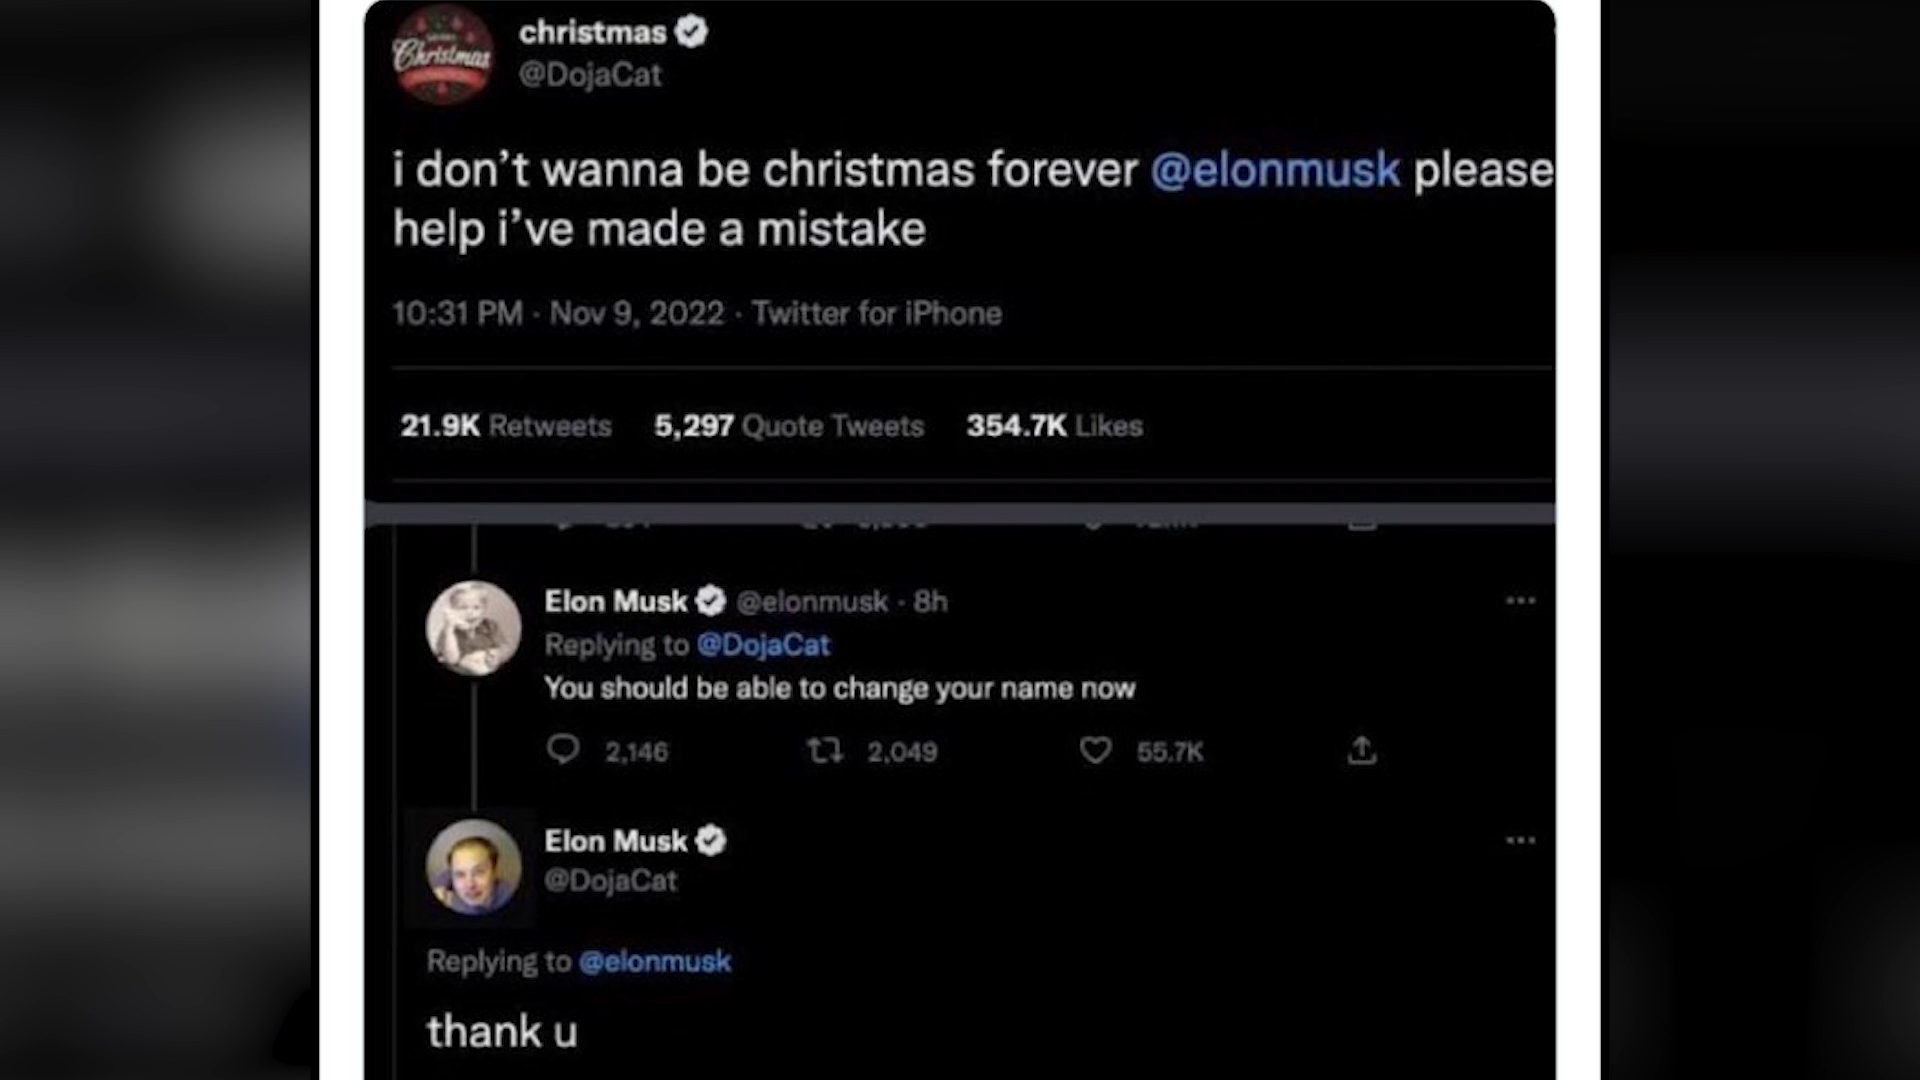 Christmas
christmas
@DojaCat
i don’t wanna be christmas forever @elonmusk please
help i’ve made a mistake
10:31 PM · Nov 9, 2022 · Twitter for iPhone
21.9K Retweets 5,297 Quote Tweets 354.7K Likes
Elon Musk @elonmusk · 8h
Replying to @DojaCat
You should be able to change your name now
2,146 2,049 55.7K
Elon Musk
@DojaCat
Replying to @elonmusk
thank u